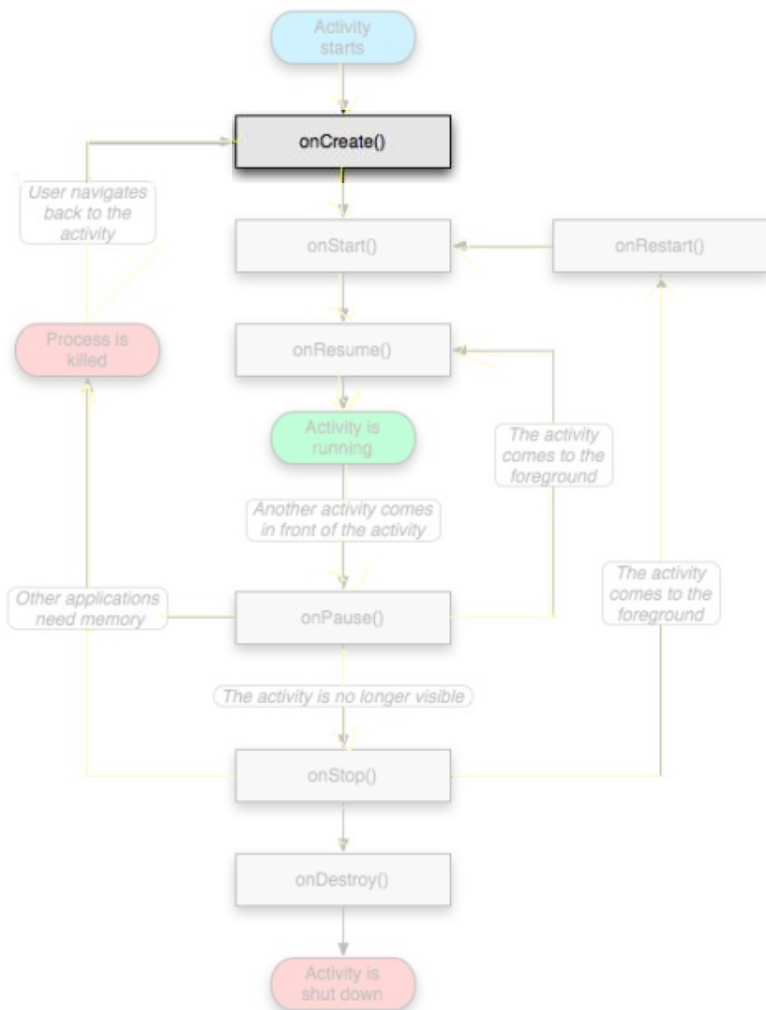 Activity
starts
onCreate()
User navigates
back to the
activity
onStart()
onRestart()
Process is
killed
onResume()
Activity is
running
The activity
comes to the
foreground
Another activity comes
in front of the activity
Other applications
need memory
onPause()
The activity
comes to the
foreground
The activity is no longer visible
onStop()
onDestroy()
Activity is
shut down